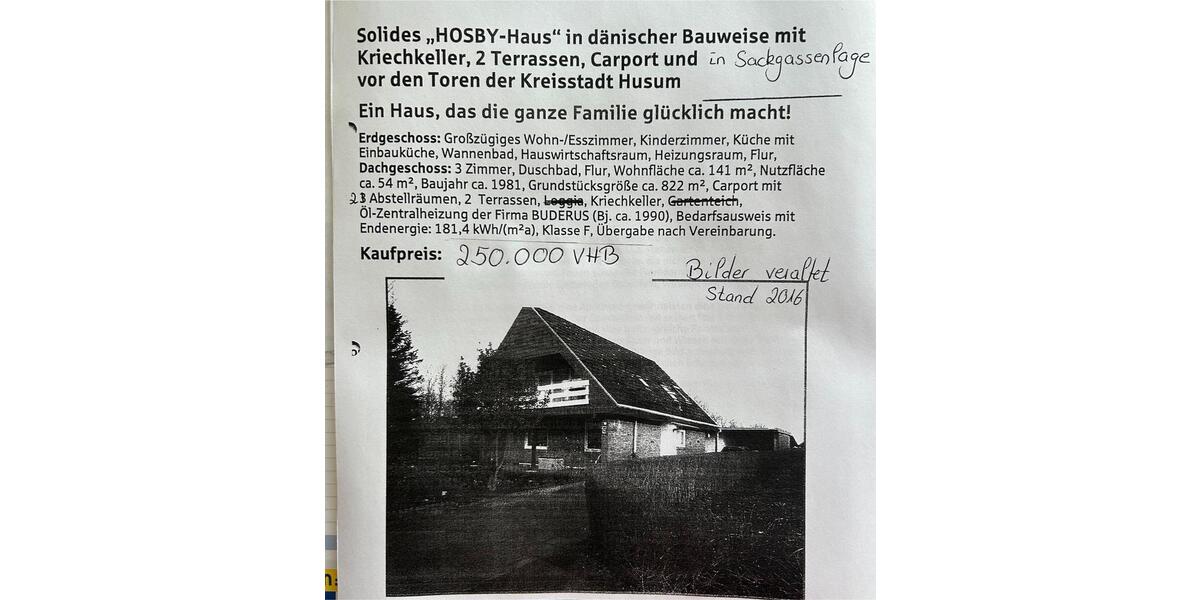 Solides „HOSBY-Haus“ in dänischer Bauweise mit
Kriechkeller, 2 Terrassen, Carport und in Sackgassenlage
vor den Toren der Kreisstadt Husum
Ein Haus, das die ganze Familie glücklich macht!
Erdgeschoss: Großzügiges Wohn-/Esszimmer, Kinderzimmer, Küche mit
Einbauküche, Wannenbad, Hauswirtschaftsraum, Heizungsraum, Flur,
Dachgeschoss: 3 Zimmer, Duschbad, Flur, Wohnfläche ca. 141 m², Nutzfläche
ca. 54 m², Baujahr ca. 1981, Grundstücksgröße ca. 822 m², Carport mit
2 Abstellräumen, 2 Terrassen, Loggia, Kriechkeller, Gartenteich,
Öl-Zentralheizung der Firma BUDERUS (Bj. ca. 1990), Bedarfsausweis mit
Endenergie: 181,4 kWh/(m²a), Klasse F, Übergabe nach Vereinbarung.
Kaufpreis: 250.000 VHB
Bilder veraltet
Stand 2016